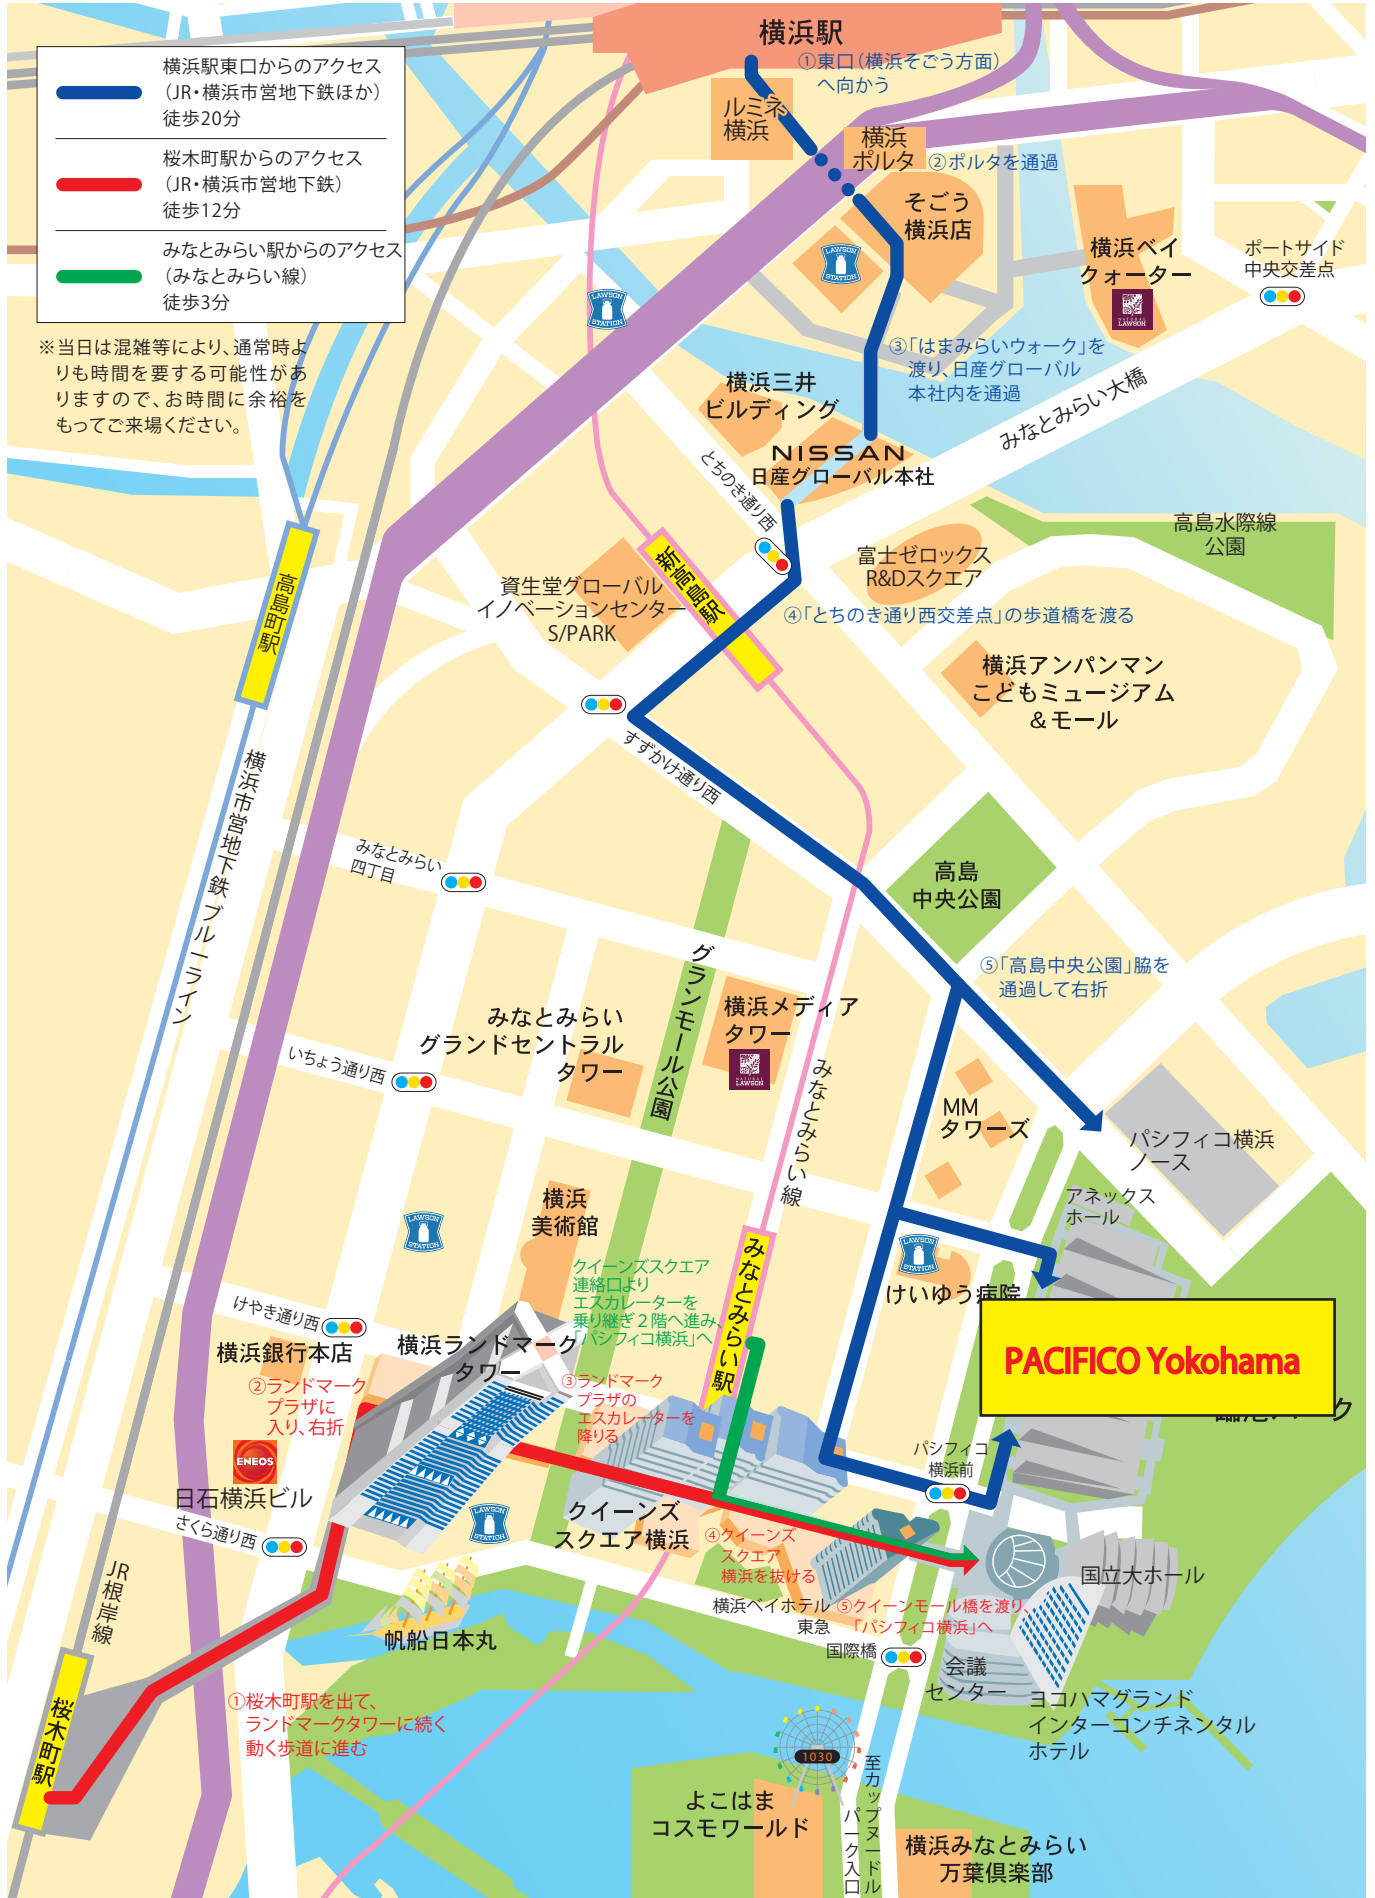 横浜駅
①東口(横浜そごう方面)
へ向かう
横浜駅東口からのアクセス
(JR・横浜市営地下鉄ほか)
徒歩20分
桜木町駅からのアクセス
(JR・横浜市営地下鉄)
徒歩12分
みなとみらい駅からのアクセス
(みなとみらい線)
徒歩3分
※当日は混雑等により、通常時よ
りも時間を要する可能性があ
りますので、お時間に余裕を
もってご来場ください。
ルミネ
横浜
横浜
ポルタ
②ポルタを通過
そごう
横浜店
LAWSON
STATION
LAWSON
STATION
横浜ベイ
クォーター
NATURAL
LAWSON
ポートサイド
中央交差点
③「はまみらいウォーク」を
渡り、日産グローバル
本社内を通過
横浜三井
ビルディング
みなとみらい大橋
NISSAN
日産グローバル本社
とちのき通り西
高島水際線
公園
富士ゼロックス
R&Dスクエア
新高島駅
資生堂グローバル
イノベーションセンター
S/PARK
④「とちのき通り西交差点」の歩道橋を渡る
高島町駅
横浜アンパンマン
こどもミュージアム
&モール
すずかけ通り西
横浜市営地下鉄 ブルーライン
みなとみらい
四丁目
高島
中央公園
グランモール公園
⑤「高島中央公園」脇を
通過して右折
横浜メディア
タワー
NATURAL
LAWSON
みなとみらい
グランドセントラル
タワー
いちょう通り西
みなとみらい線
MM
タワーズ
パシフィコ横浜
ノース
アネックス
ホール
横浜
美術館
LAWSON
STATION
LAWSON
STATION
けいゆう病院
みなとみらい駅
クイーンズスクエア
連絡口より
エスカレーターを
乗り継ぎ2階へ進み、
「パシフィコ横浜」へ
けやき通り西
横浜銀行本店
横浜ランドマーク
タワー
PACIFICO Yokohama
②ランドマーク
プラザに
入り、右折
③ランドマーク
プラザの
エスカレーターを
降りる
ENEOS
日石横浜ビル
パシフィコ
横浜前
さくら通り西
LAWSON
STATION
クイーンズ
スクエア横浜
④クイーンズ
スクエア
横浜を抜ける
国立大ホール
JR根岸線
横浜ベイホテル
東急
⑤クイーンモール橋を渡り、
「パシフィコ横浜」へ
帆船日本丸
国際橋
会議
センター
桜木町駅
①桜木町駅を出て、
ランドマークタワーに続く
動く歩道に進む
ヨコハマグランド
インターコンチネンタル
ホテル
1030
よこはま
コスモワールド
至カップヌードル
パーク入口
横浜みなとみらい
万葉倶楽部